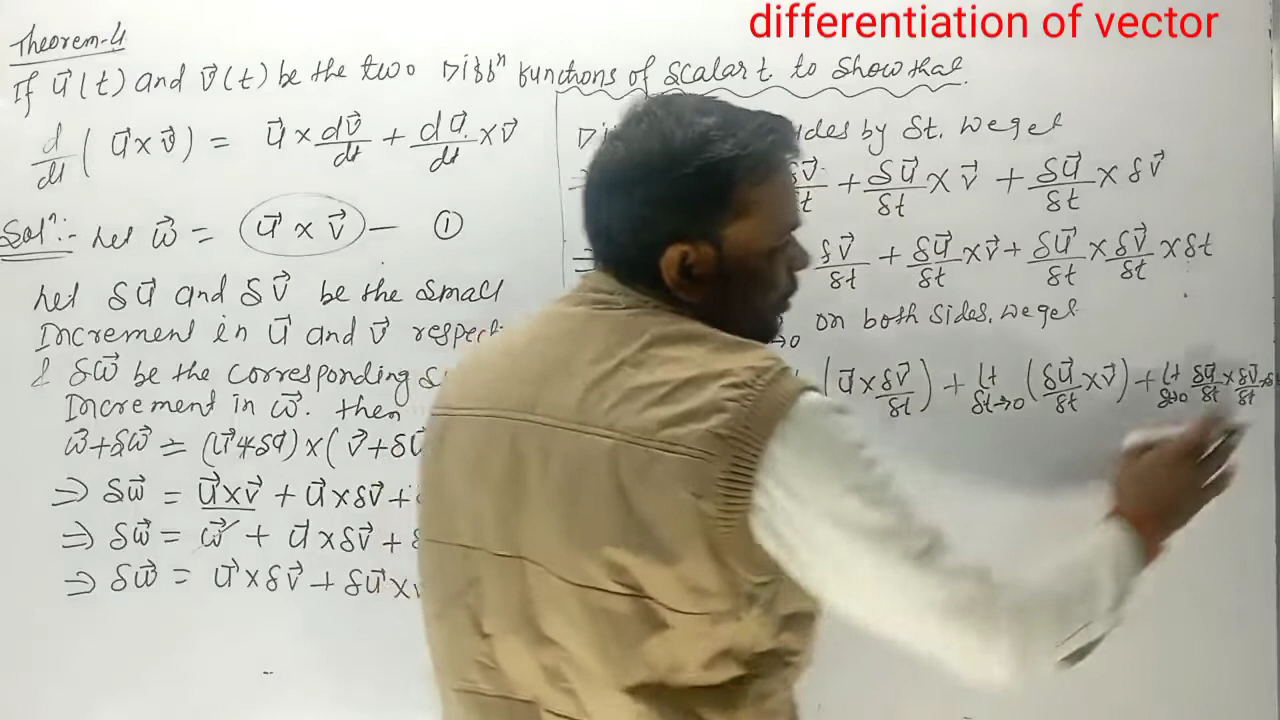 differentiation of vector
Theorem-4
If u⃗(t) and v⃗(t) be the two Diffⁿ functions of scalar t to show that
d/dt (u⃗×v⃗) = u⃗×dv⃗/dt + du⃗/dt×v⃗
Solⁿ:- Let w⃗ = u⃗ × v⃗ — ①
Let δu⃗ and δv⃗ be the small
Increment in u⃗ and v⃗
δw⃗ be the corresponding
Increment in w⃗. then
w⃗+δw⃗ = (u⃗+δu⃗)×(v⃗+
⇒ δw⃗ = u⃗×v⃗ + u⃗×δv⃗ +
⇒ δw⃗ = w⃗ + u⃗×δv⃗ +
⇒ δw⃗ = u⃗×δv⃗ + δu⃗×
by δt. we get
δv⃗/δt + δu⃗/δt × v⃗ + δu⃗/δt × δv⃗
δv⃗/δt + δu⃗/δt ×v⃗ + δu⃗/δt × δv⃗/δt × δt
on both sides, we get
(u⃗×δv⃗/δt) + Lt δt→0 (δu⃗/δt×v⃗) + Lt δt→0 δu⃗/δt×δv⃗/δt